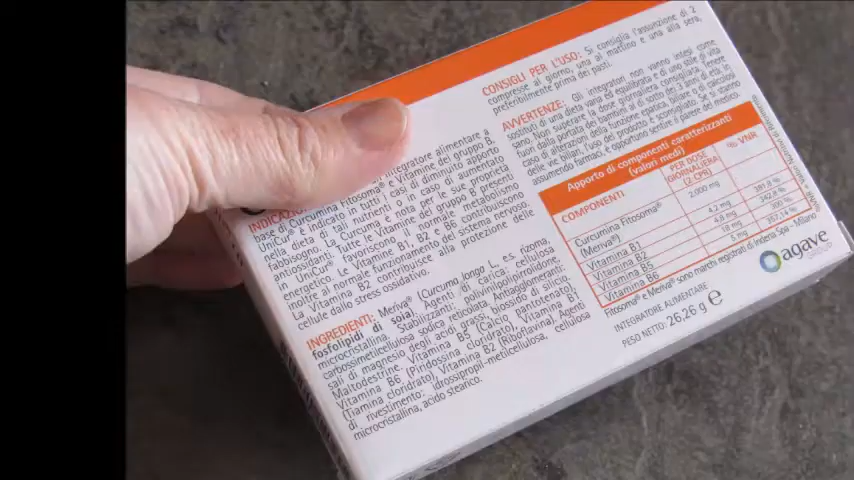 INDICAZIONI
integratore alimentare a
base di Curcumina Fitosoma® e Vitamine del gruppo B.
UniCur® è indicato in tutti i casi di diminuito apporto
nella dieta di tali nutrienti o in caso di aumentato
fabbisogno. La Curcuma è nota per le sue proprietà
antiossidanti. Tutte le Vitamine del gruppo B presenti
in UniCur® favoriscono il normale metabolismo
energetico. Le Vitamine B1, B2 e B6 contribuiscono
inoltre al normale funzionamento del sistema nervoso.
La Vitamina B2 contribuisce alla protezione delle
cellule dallo stress ossidativo.
INGREDIENTI: Meriva® (Curcuma longa L., e.s. rizoma,
fosfolipidi di soia). Agenti di carica: cellulosa
microcristallina. Stabilizzanti: polivinilpolipirrolidone,
carbossimetilcellulosa sodica reticolata. Antiagglomeranti:
sali di magnesio degli acidi grassi, biossido di silicio.
Maltodestrine. Vitamina B5 (Calcio pantotenato),
Vitamina B6 (Piridossina cloridrato), Vitamina B1
(Tiamina cloridrato), Vitamina B2 (Riboflavina). Agenti
di rivestimento: idrossipropil-metilcellulosa, cellulosa
microcristallina, acido stearico.
CONSIGLI PER L'USO: Si consiglia l'assunzione di 2
compresse al giorno, una al mattino e una alla sera,
preferibilmente prima dei pasti.
AVVERTENZE: Gli integratori non vanno intesi come
sostituti di una dieta varia ed equilibrata e di uno stile di vita
sano. Non superare la dose giornaliera consigliata. Tenere
fuori dalla portata dei bambini al di sotto dei 3 anni di età. In
caso di alterazioni della funzione epatica, biliare o di calcolosi
delle vie biliari, l'uso del prodotto è sconsigliato. Se si stanno
assumendo farmaci, è opportuno sentire il parere del medico.
Apporto di componenti caratterizzanti
(valori medi)
COMPONENTI PER DOSE GIORNALIERA (2 CPR) % VNR
Curcumina Fitosoma® (Meriva®) 2,000 mg
Vitamina B1 4,2 mg 381,8 %
Vitamina B2 4,8 mg 342,8 %
Vitamina B5 18 mg 300 %
Vitamina B6 5 mg 357,14 %
Fitosoma® e Meriva® sono marchi registrati di Indena Spa - Milano
INTEGRATORE ALIMENTARE
PESO NETTO: 26,26 g e
agave
GROUP